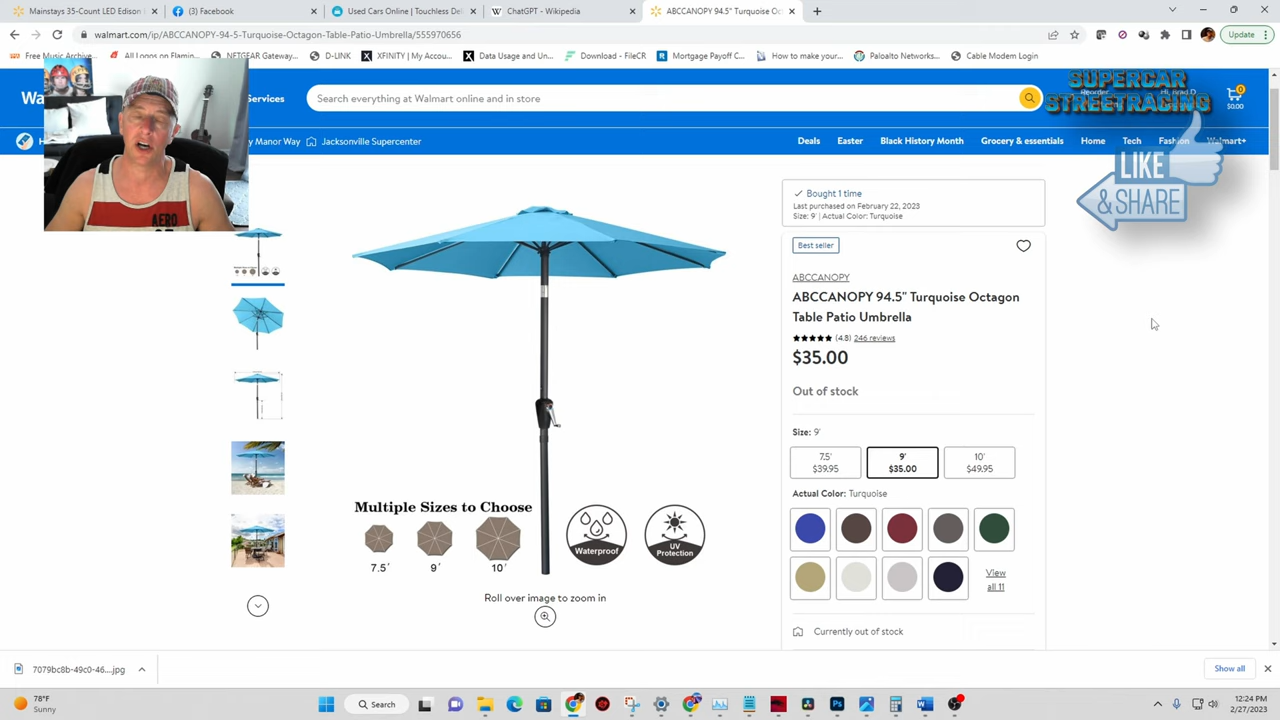 Mainstays 35-Count LED Edison
(3) Facebook
Used Cars Online | Touchless Del
ChatGPT - Wikipedia
ABCCANOPY 94.5" Turquoise Oc
walmart.com/ip/ABCCANOPY-94-5-Turquoise-Octagon-Table-Patio-Umbrella/555970656
Update
Free Music Archive
All Logos on Flamin...
NETGEAR Gateway...
D-LINK
XFINITY | My Accou...
Data Usage and Un...
Download - FileCR
Mortgage Payoff C...
How to make your...
Paloalto Networks...
Cable Modem Login
Services
Search everything at Walmart online and in store
Reorder
Hi, Brad D
0
$0.00
SUPERCAR
STREETRACING
Manor Way
Jacksonville Supercenter
Deals
Easter
Black History Month
Grocery & essentials
Home
Tech
Fashion
Walmart+
LIKE
& SHARE
AERO
Bought 1 time
Last purchased on February 22, 2023
Size: 9' | Actual Color: Turquoise
Best seller
ABCCANOPY
ABCCANOPY 94.5" Turquoise Octagon
Table Patio Umbrella
(4.8) 246 reviews
$35.00
Out of stock
Size: 9'
7.5'
$39.95
9'
$35.00
10'
$49.95
Actual Color: Turquoise
View
all 11
Currently out of stock
Multiple Sizes to Choose
7.5'
9'
10'
Waterproof
UV
Protection
Roll over image to zoom in
7079bc8b-49c0-46....jpg
Show all
78°F
Sunny
Search
12:24 PM
2/27/2023